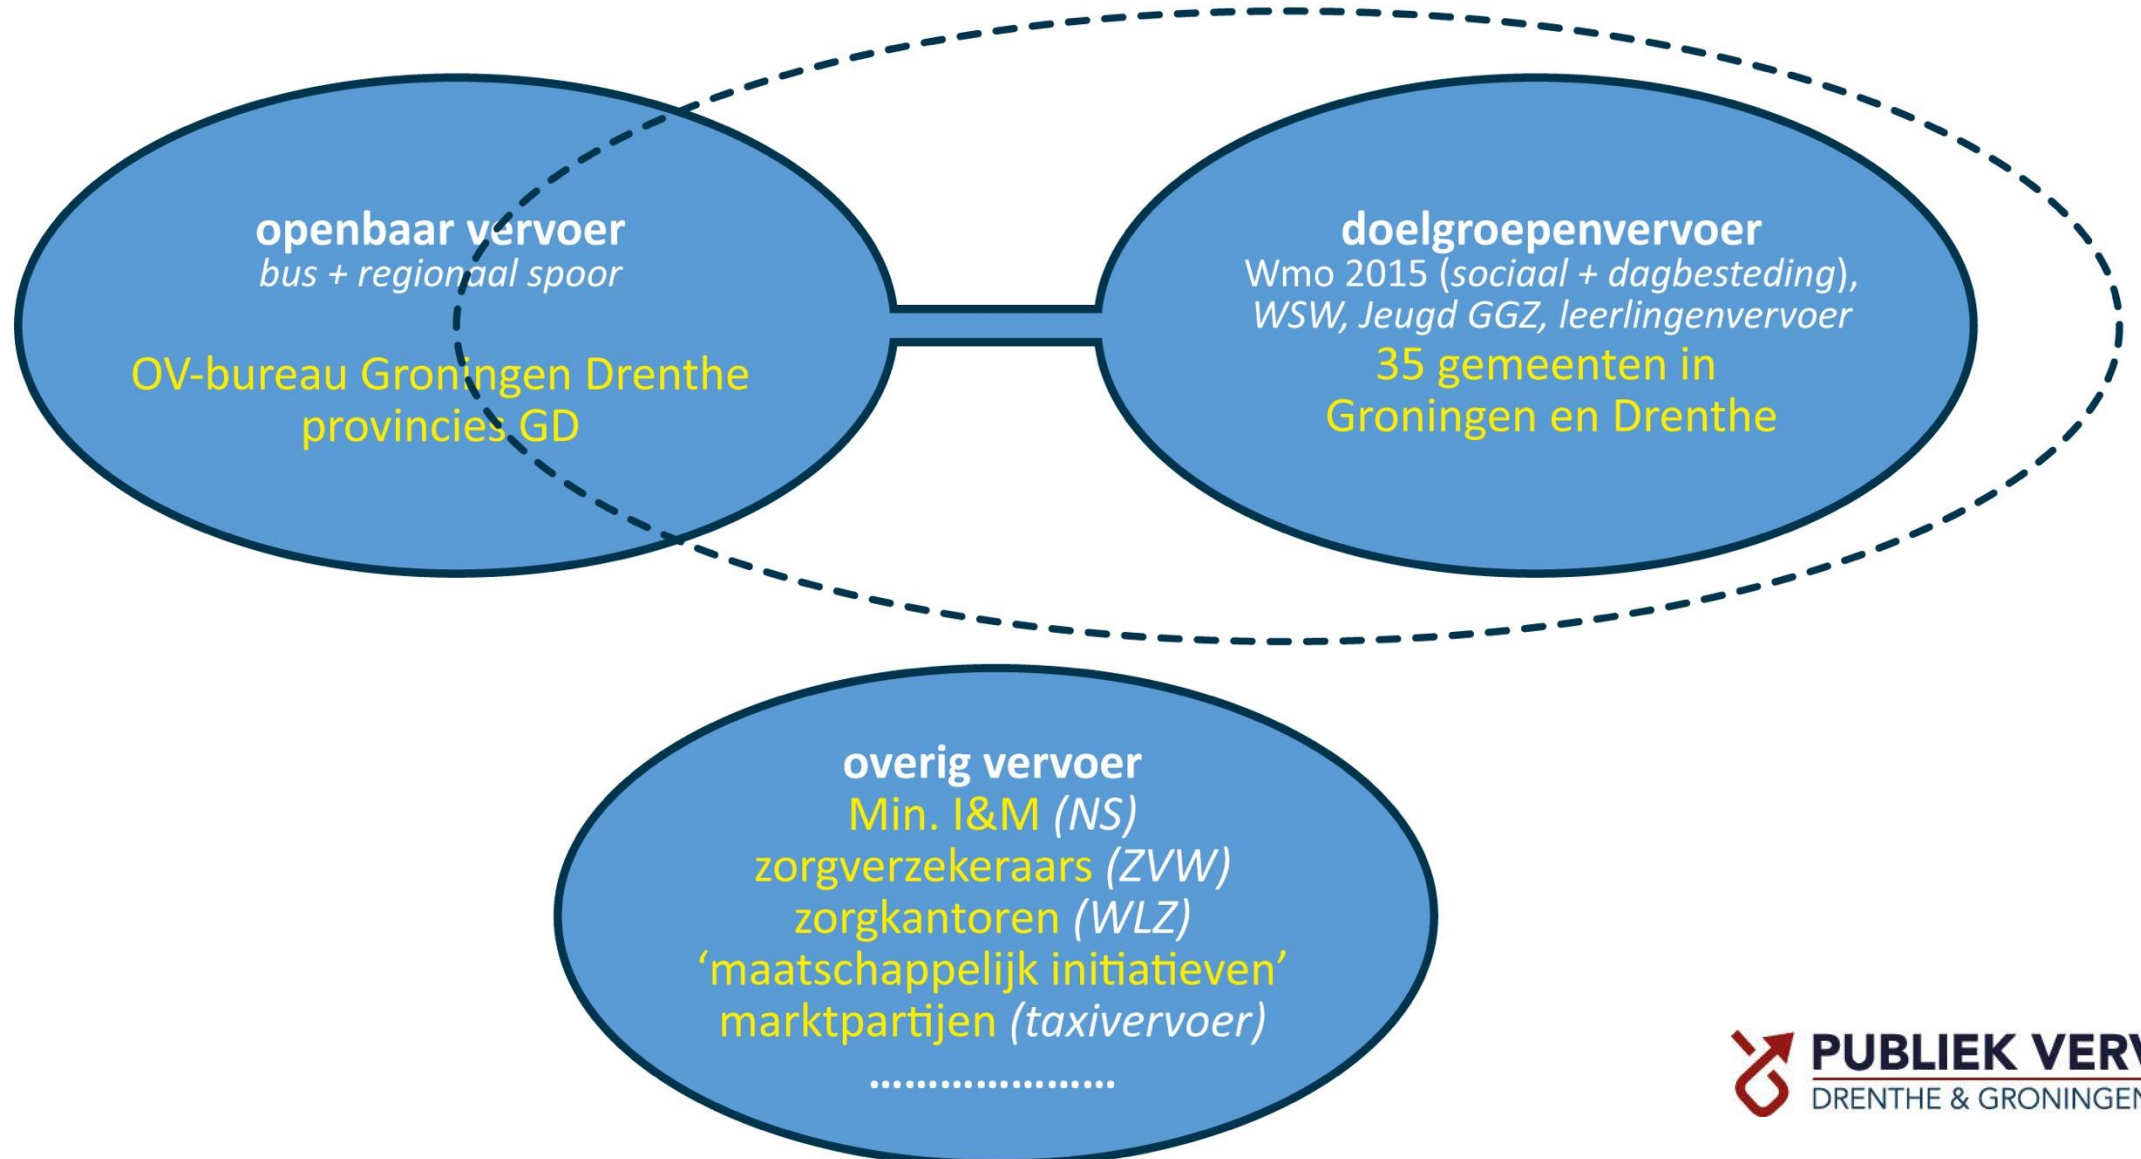 openbaar vervoer
bus + regionaal spoor
OV-bureau Groningen Drenthe
provincies GD
doelgroepenvervoer
Wmo 2015 (sociaal + dagbesteding),
WSW, Jeugd GGZ, leerlingenvervoer
35 gemeenten in
Groningen en Drenthe
overig vervoer
Min. I&M (NS)
zorgverzekeraars (ZVW)
zorgkantoren (WLZ)
‘maatschappelijk initiatieven’
marktpartijen (taxivervoer)
.....................
PUBLIEK
DRENTHE & GRONINGEN